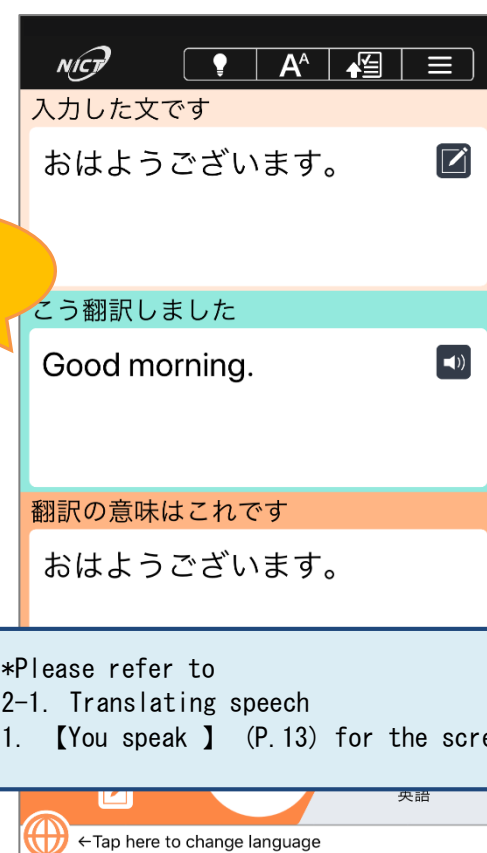 NICT
AA
入力した文です
おはようございます。
こう翻訳しました
Good morning.
翻訳の意味はこれです
おはようございます。
*Please refer to
2-1. Translating speech
1. 【You speak 】 (P.13) for the scre
英語
←Tap here to change language